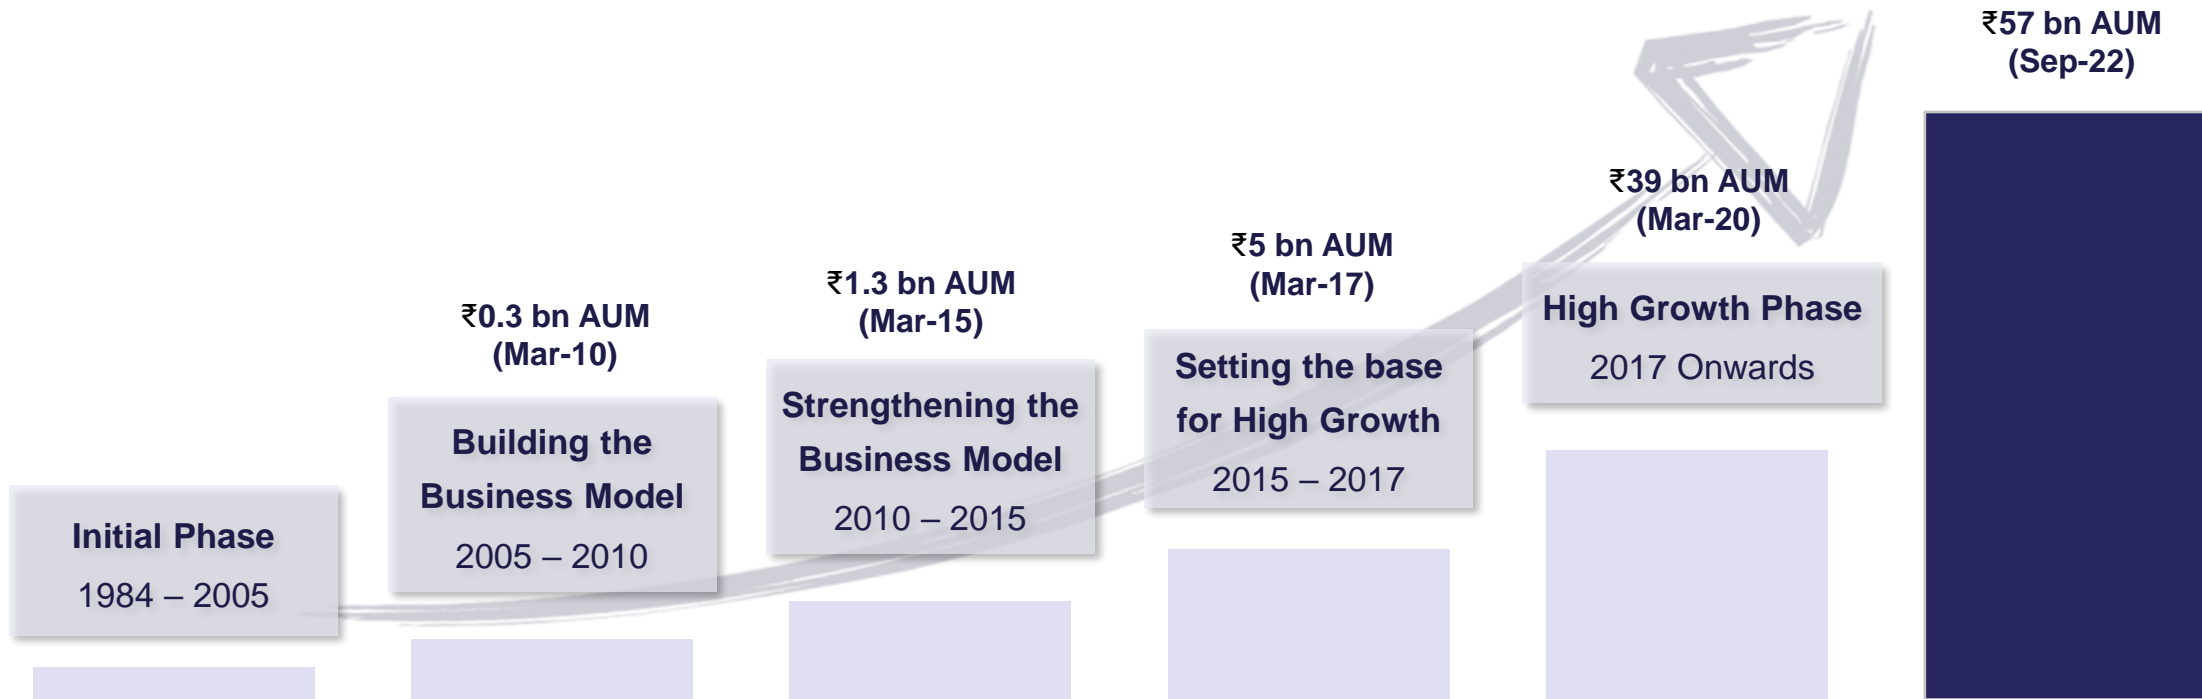 Initial Phase
1984 – 2005
₹0.3 bn AUM
(Mar-10)
Building the
Business Model
2005 – 2010
₹1.3 bn AUM
(Mar-15)
Strengthening the
Business Model
2010 – 2015
₹5 bn AUM
(Mar-17)
Setting the base
for High Growth
2015 – 2017
₹39 bn AUM
(Mar-20)
High Growth Phase
2017 Onwards
₹57 bn AUM
(Sep-22)